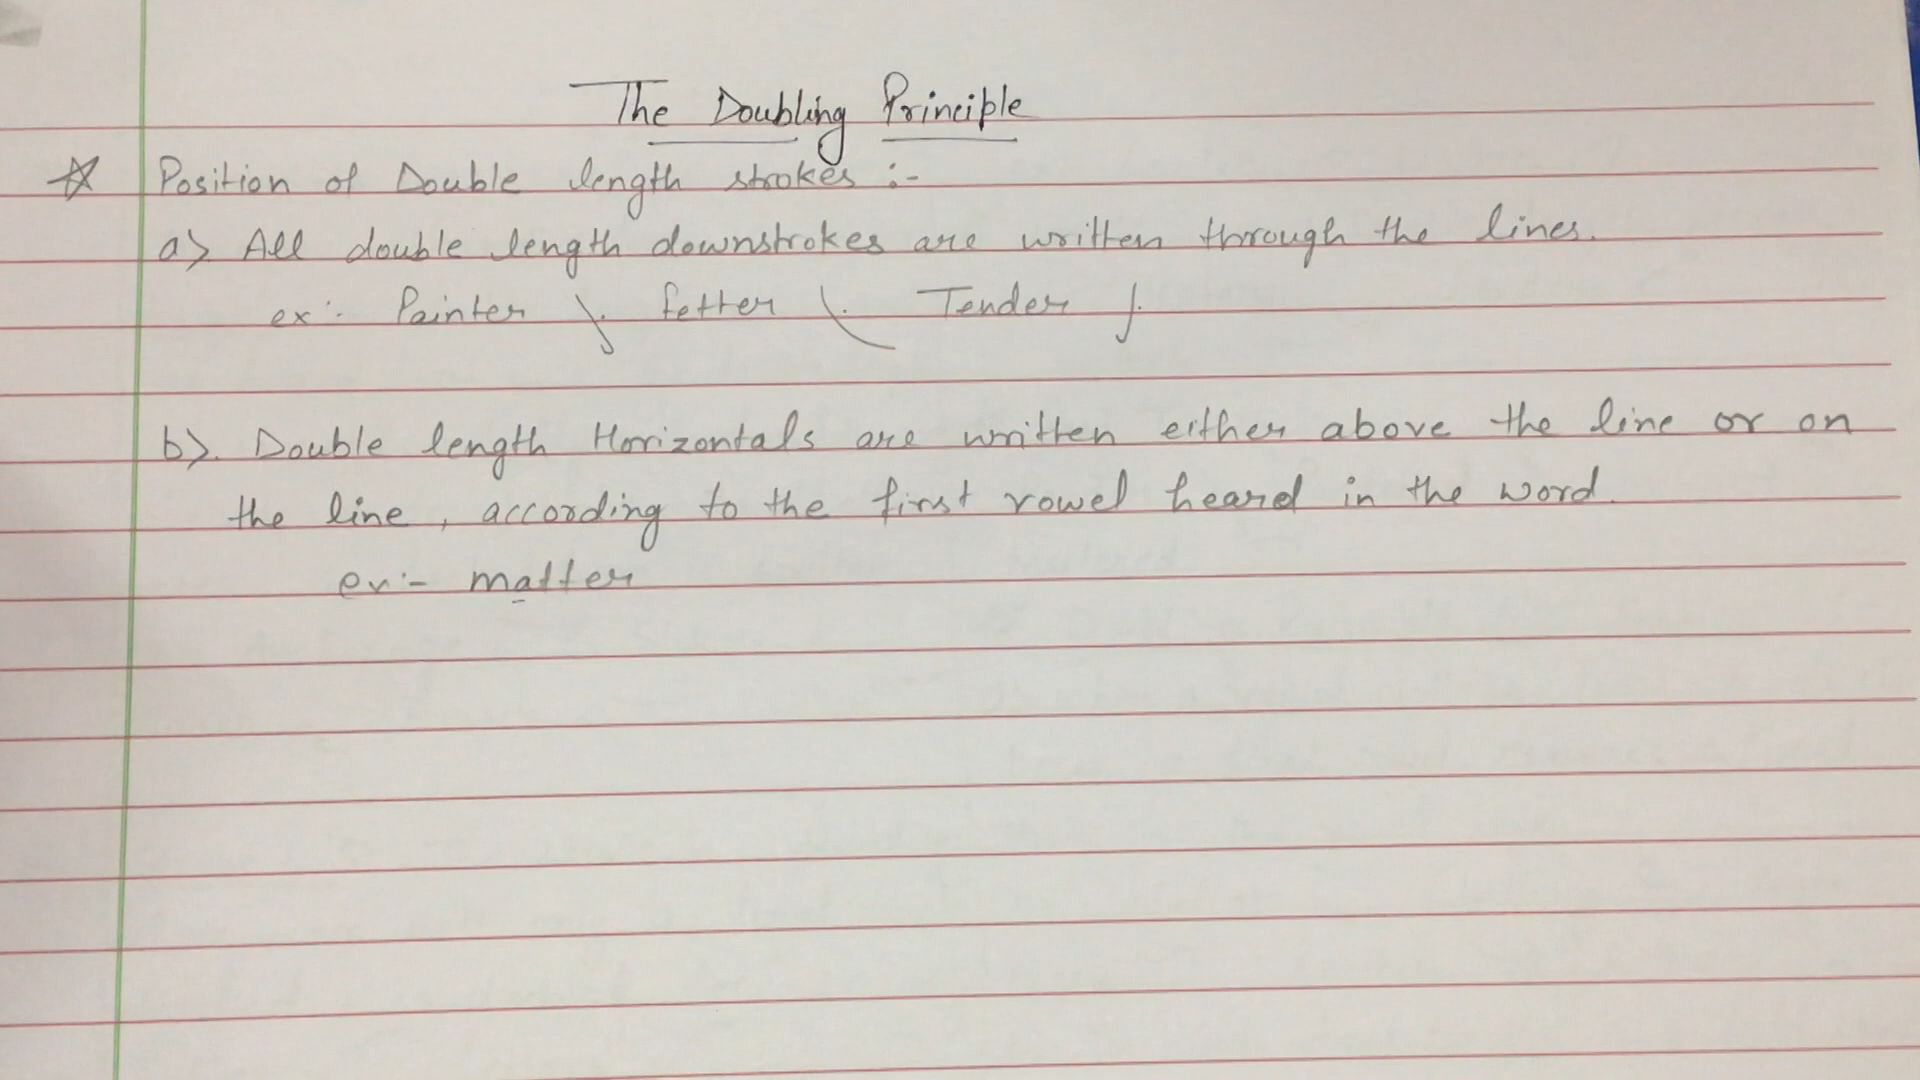 The Doubling Principle
☆ Position of Double length strokes :-
a) All double length downstrokes are written through the lines.
ex:- Painter fetter Tender
b). Double length Horizontals are written either above the line or on
the line, according to the first vowel heard in the word.
ex:- matter